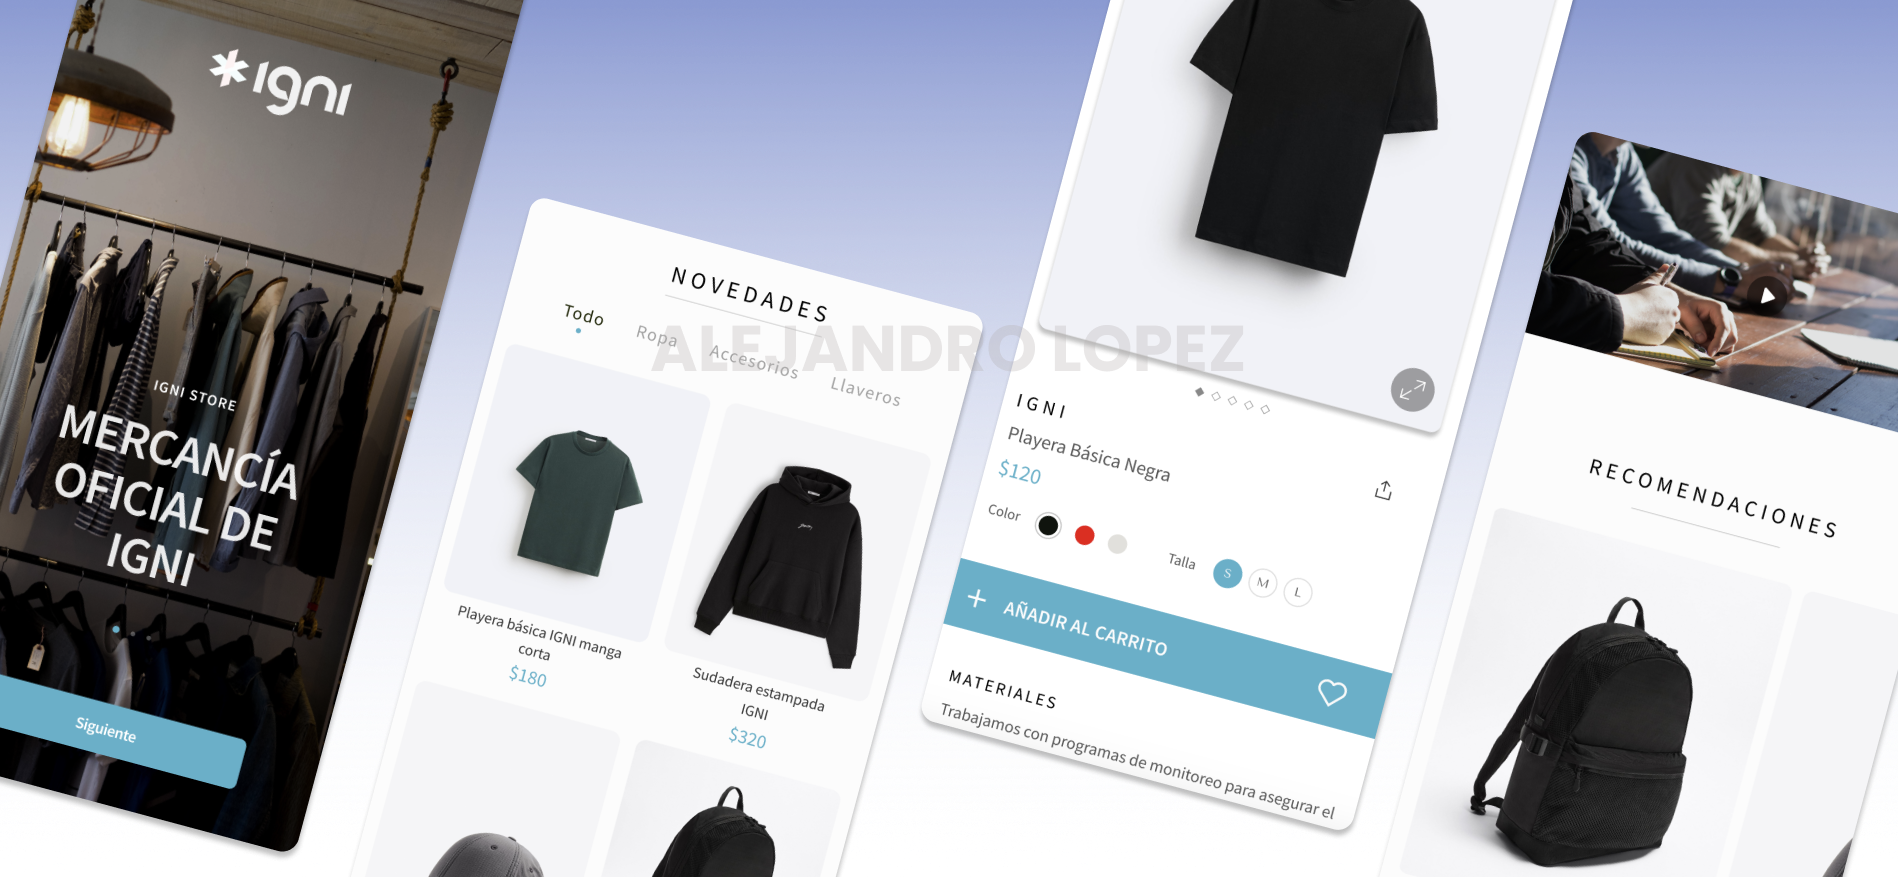 *igni
IGNI STORE
MERCANCÍA
OFICIAL DE
IGNI
Siguiente
NOVEDADES
Todo
Ropa
Accesorios
Llaveros
Playera básica IGNI manga
corta
$180
Sudadera estampada
IGNI
$320
ALEJANDRO LOPEZ
IGNI
Playera Básica Negra
$120
Color
Talla
S
M
L
+ AÑADIR AL CARRITO
MATERIALES
Trabajamos con programas de monitoreo para asegurar el
RECOMENDACIONES